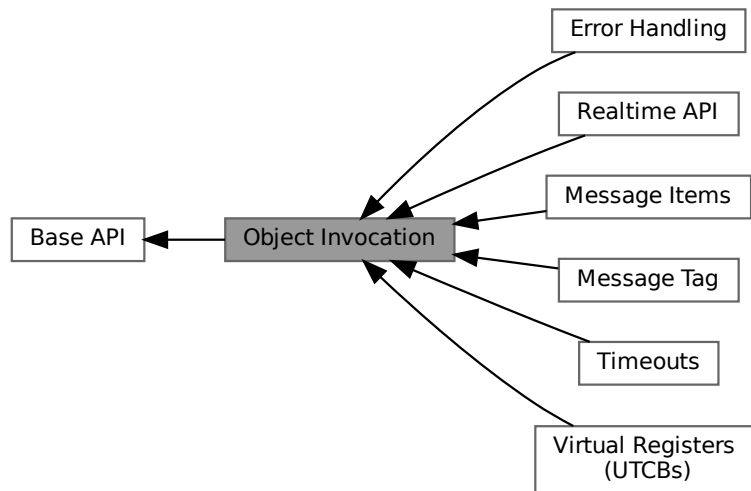 Error Handling
Realtime API
Message Items
Base API
Object Invocation
Message Tag
Timeouts
Virtual Registers
(UTCBs)